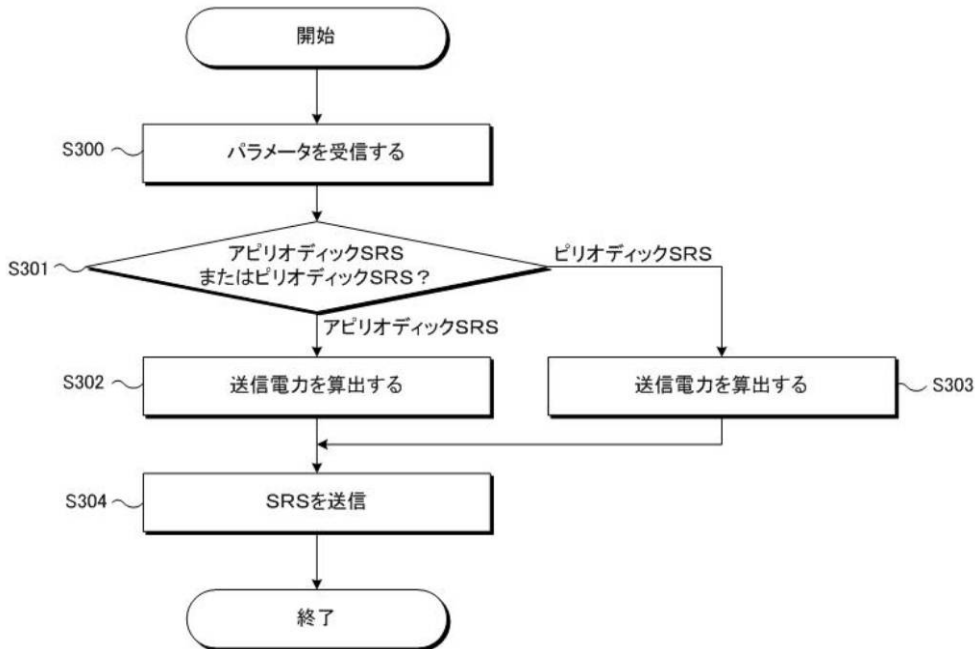 開始
S300
パラメータを受信する
S301
アピリオディックSRS
またはピリオディックSRS？
ピリオディックSRS
アピリオディックSRS
S302
送信電力を算出する
送信電力を算出する
S303
S304
SRSを送信
終了